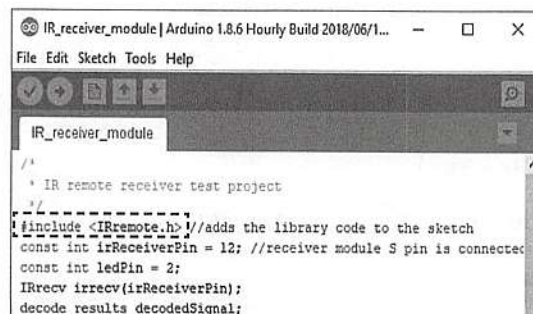 IR_receiver_module | Arduino 1.8.6 Hourly Build 2018/06/1...
File Edit Sketch Tools Help
IR_receiver_module
/*
* IR remote receiver test project
*/
#include <IRremote.h> //adds the library code to the sketch
const int irReceiverPin = 12; //receiver module S pin is connected
const int ledPin = 2;
IRrecv irrecv(irReceiverPin);
decode_results decodedSignal;